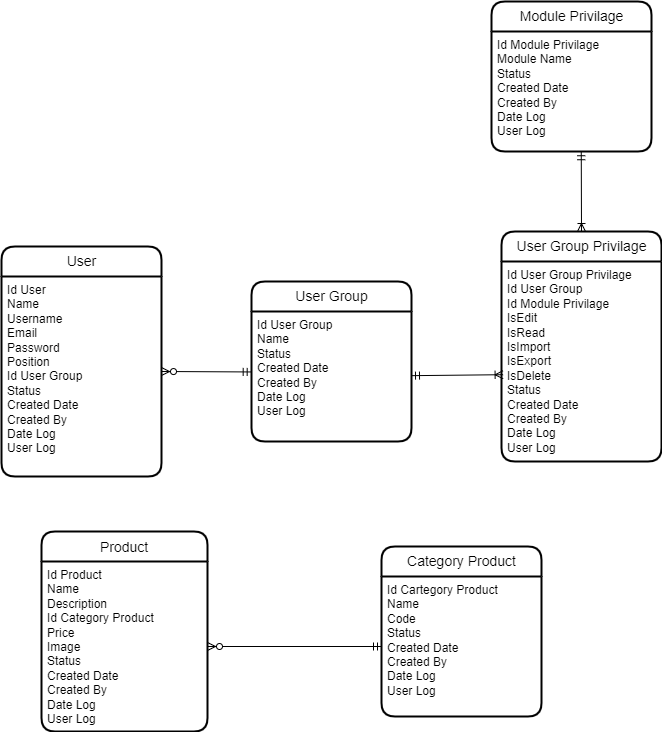 Module Privilage
Id Module Privilage
Module Name
Status
Created Date
Created By
Date Log
User Log
User
Id User
Name
Username
Email
Password
Position
Id User Group
Status
Created Date
Created By
Date Log
User Log
User Group
Id User Group
Name
Status
Created Date
Created By
Date Log
User Log
User Group Privilage
Id User Group Privilage
Id User Group
Id Module Privilage
IsEdit
IsRead
IsImport
IsExport
IsDelete
Status
Created Date
Created By
Date Log
User Log
Product
Id Product
Name
Description
Id Category Product
Price
Image
Status
Created Date
Created By
Date Log
User Log
Category Product
Id Cartegory Product
Name
Code
Status
Created Date
Created By
Date Log
User Log